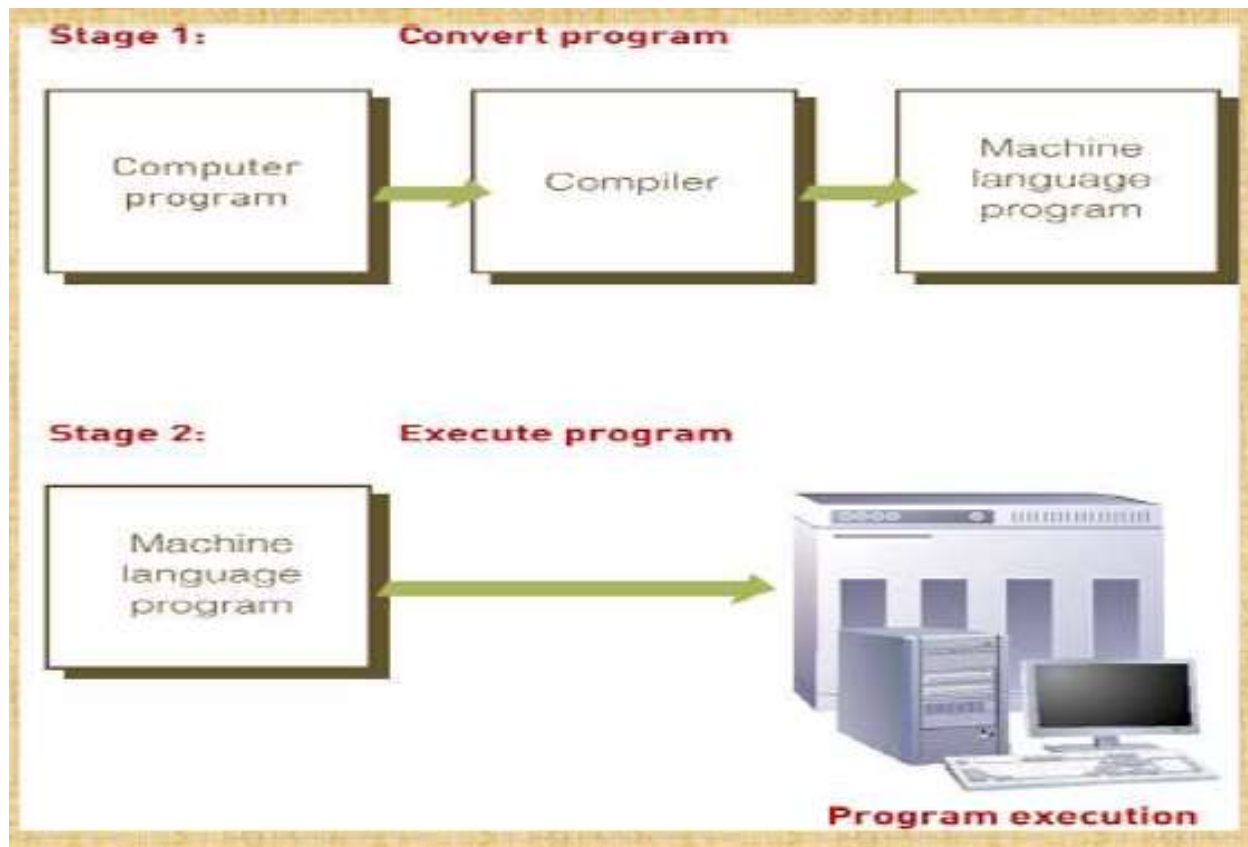 Stage 1: Convert program
Computer
program
Compiler
Machine
language
program
Stage 2: Execute program
Machine
language
program
Program execution